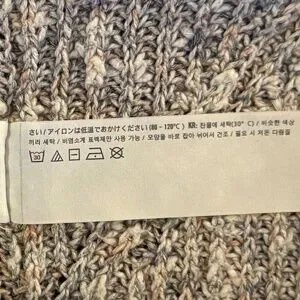 さい / アイロンは低温でおかけください (80 - 120℃) KR: 찬물에 세탁(30° C) / 비슷한 색상
끼리 세탁 / 비염소계 표백제만 사용 가능 / 모양을 바로 잡아 뉘어서 건조 / 필요 시 저온 다림질
30